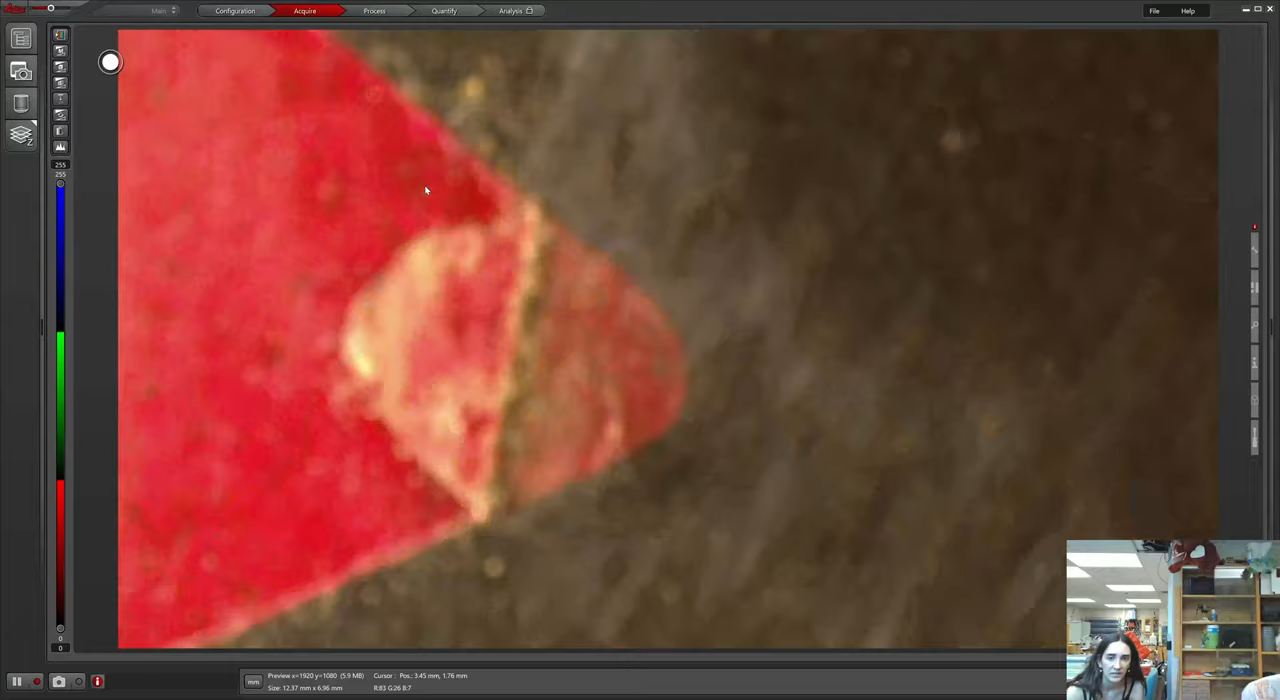 Main
Configuration
Acquire
Process
Quantify
Analysis
File
Help
255
255
0
0
mm
Preview x=1920 y=1080 (5.9 MB)
Size: 12.37 mm x 6.96 mm
Cursor : Pos.: 3.45 mm, 1.76 mm
R:83 G:26 B:7